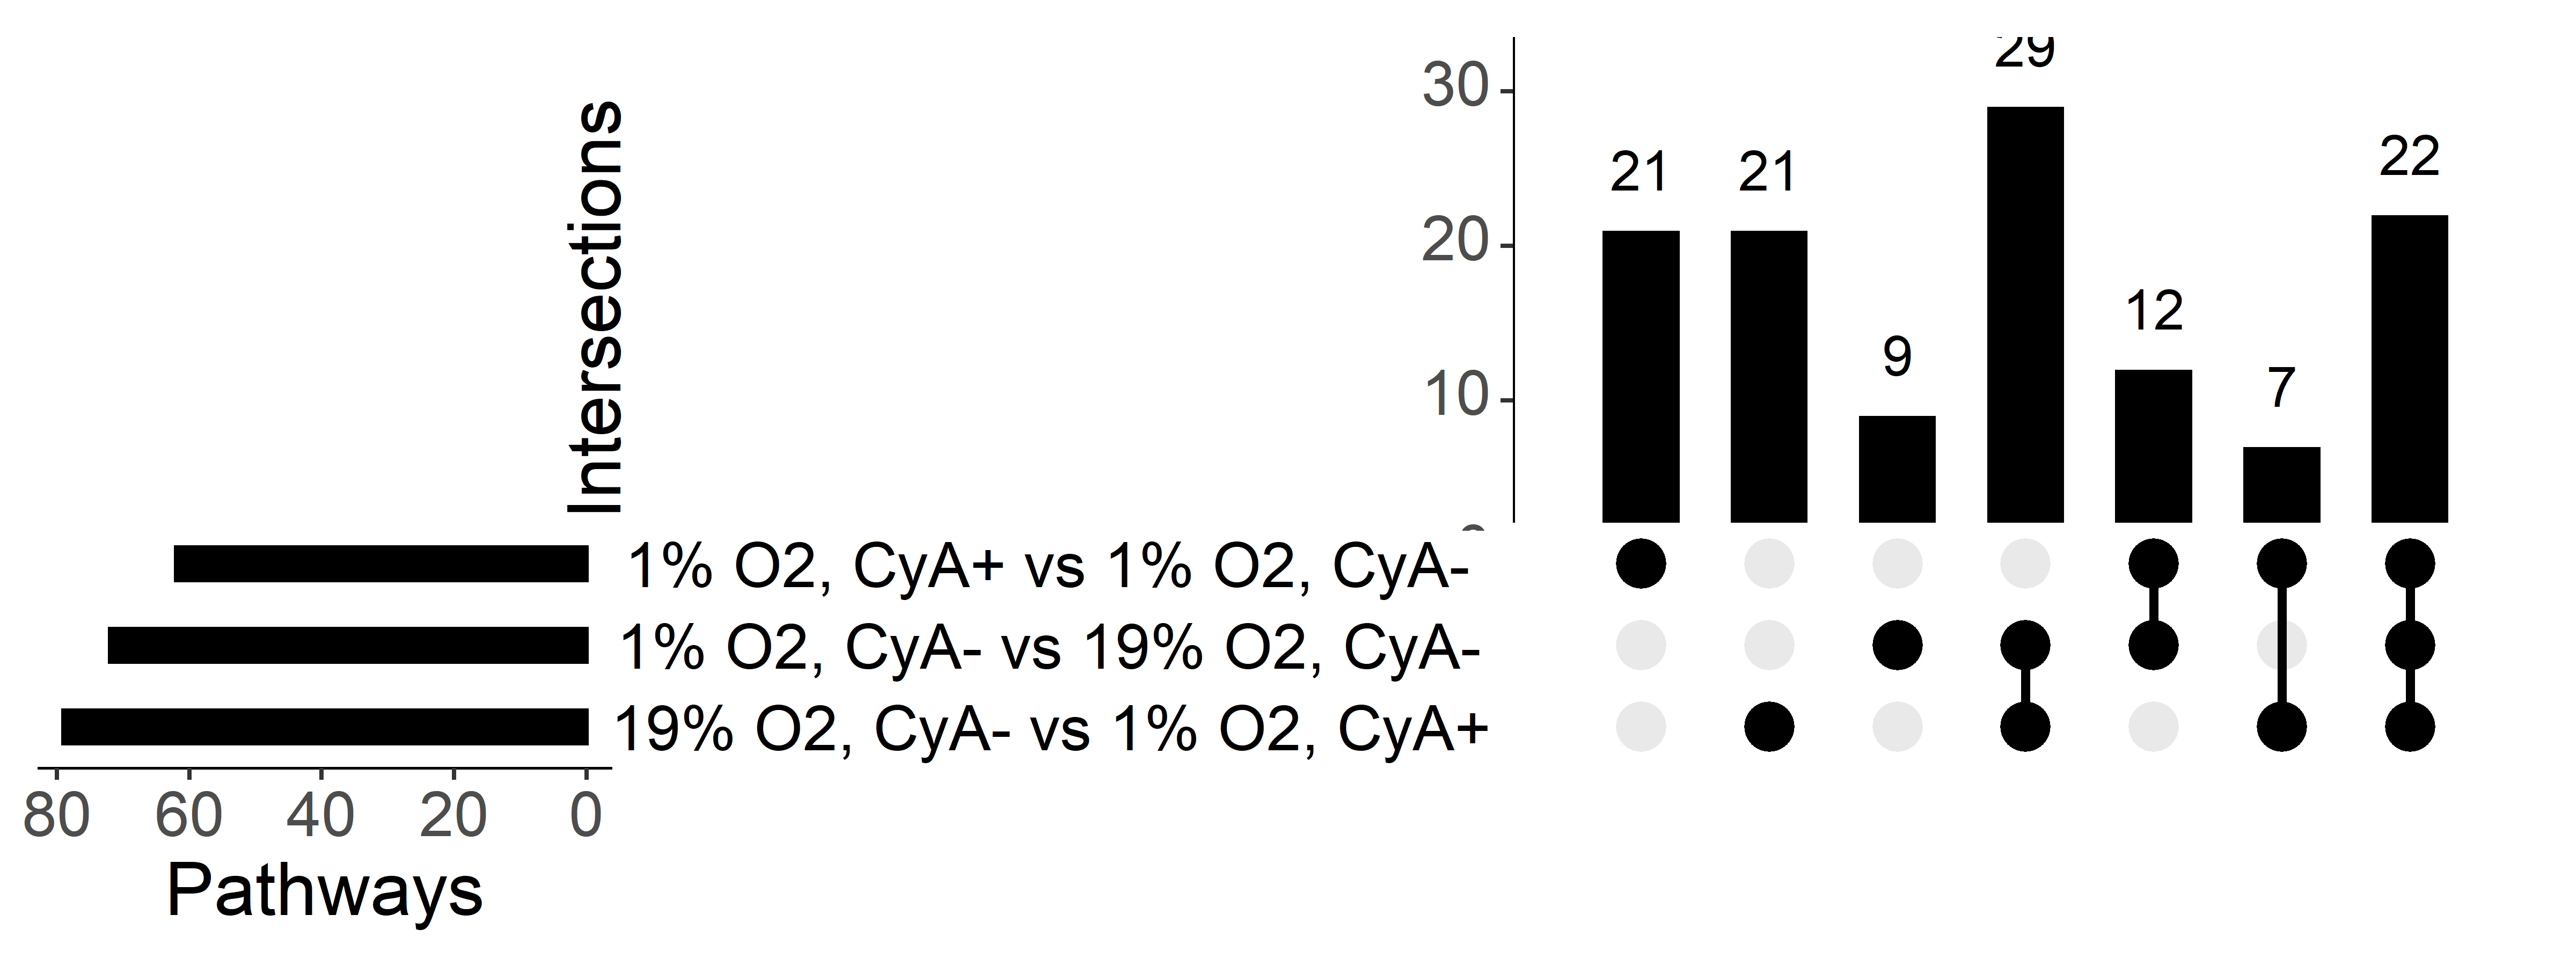 Intersections
30
20
10
29
21
21
9
12
7
22
1% O2, CyA+ vs 1% O2, CyA-
1% O2, CyA- vs 19% O2, CyA-
19% O2, CyA- vs 1% O2, CyA+
80 60 40 20 0
Pathways